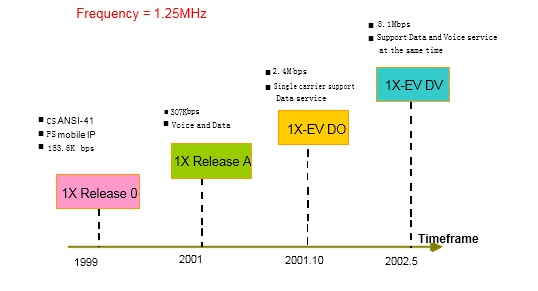 Frequency = 1.25MHz
3.1Mbps
Support Data and Voice service
at the same time
1X-EV DV
2.4Mbps
Single carrier support
Data service
1X-EV DO
307Kbps
Voice and Data
1X Release A
CS ANSI-41
PS mobile IP
153.6K bps
1X Release 0
Timeframe
1999
2001
2001.10
2002.5